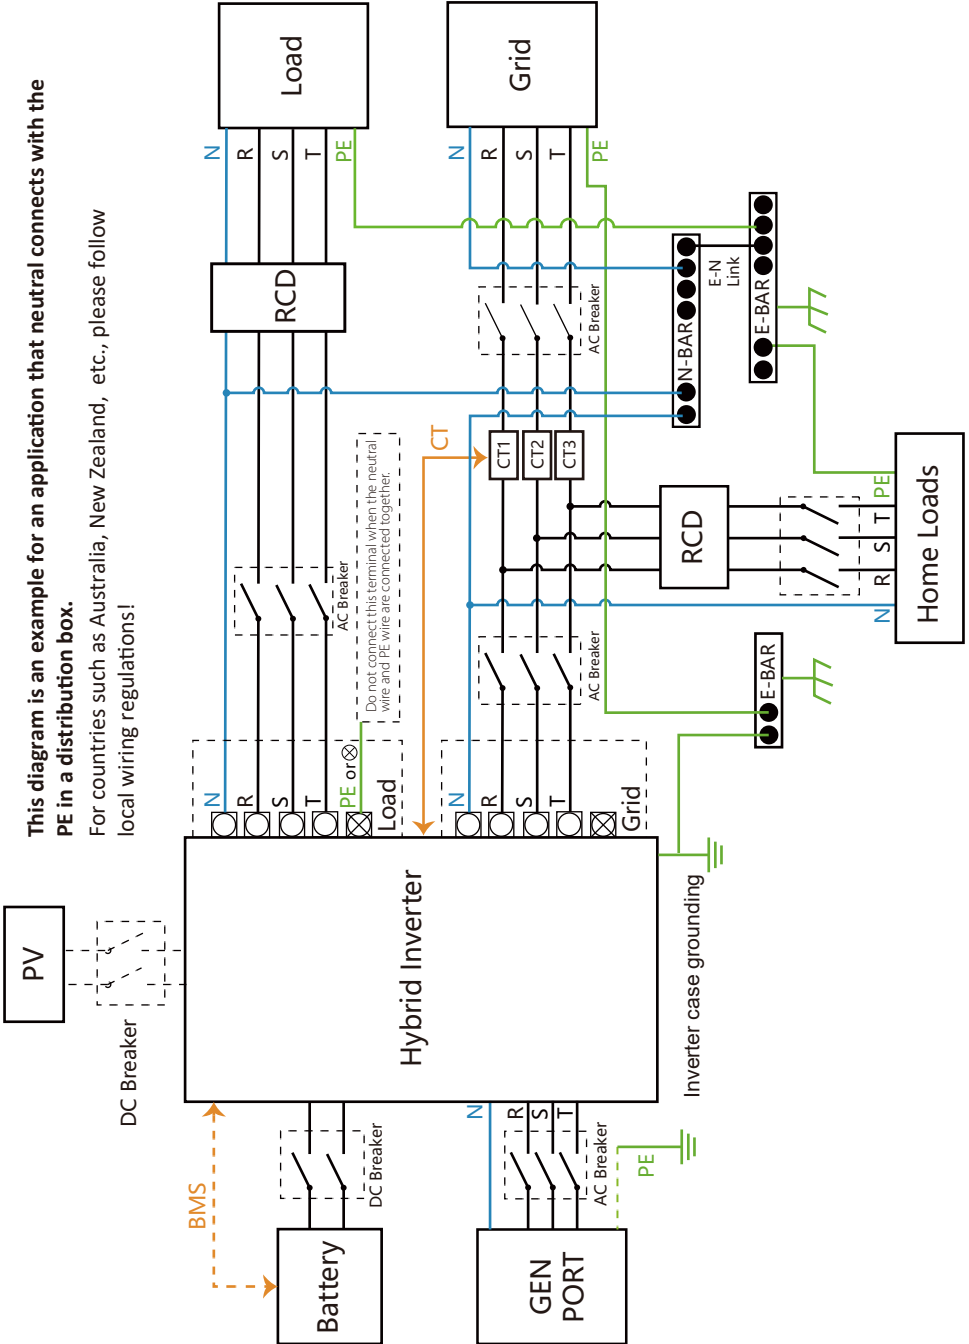 This diagram is an example for an application that neutral connects with the
PE in a distribution box.
For countries such as Australia, New Zealand, etc., please follow
local wiring regulations!
PV
DC Breaker
BMS
Battery
DC Breaker
GEN
PORT
N
R
S
T
AC Breaker
PE
Hybrid Inverter
Inverter case grounding
N
R
S
T
PE or
Load
Do not connect this terminal when the neutral
wire and PE wire are connected together.
AC Breaker
RCD
N
R
S
T
PE
Load
CT
N
R
S
T
Grid
AC Breaker
CT1
CT2
CT3
AC Breaker
N
R
S
T
PE
Grid
RCD
N
R
S
T
PE
Home Loads
N-BAR
E-N
Link
E-BAR
E-BAR